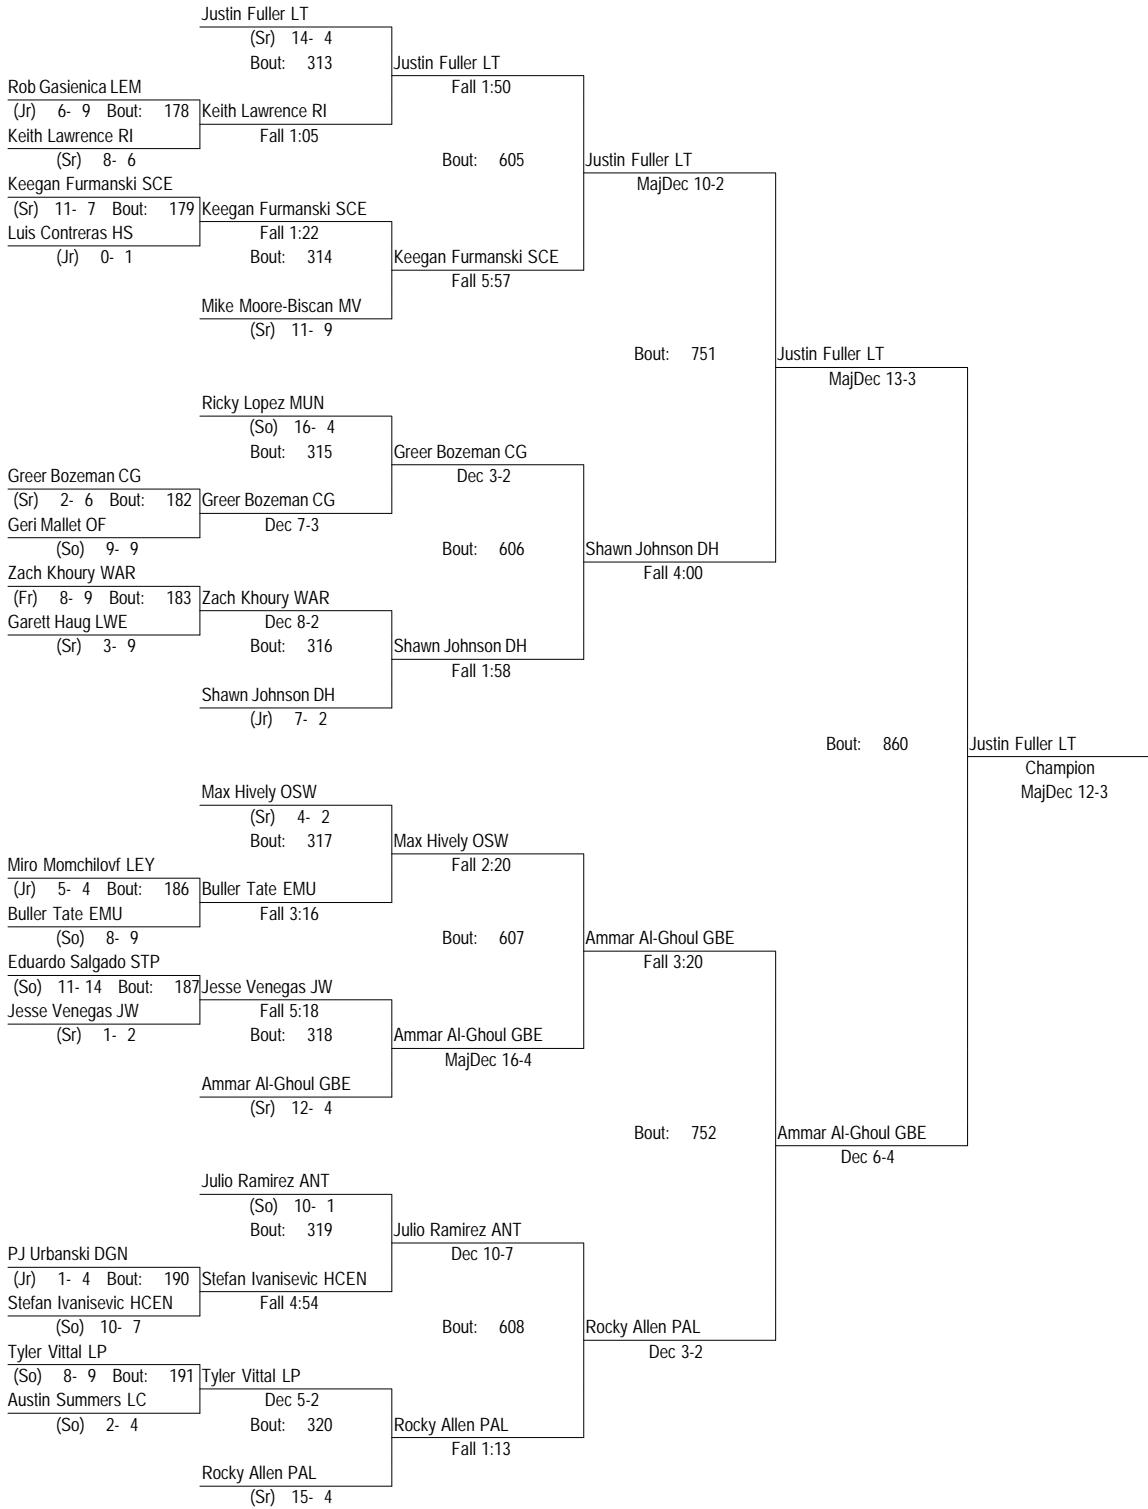 Justin Fuller LT
(Sr) 14- 4
Bout: 313
Justin Fuller LT
Fall 1:50
Rob Gasienica LEM
(Jr) 6- 9 Bout: 178
Keith Lawrence RI
Keith Lawrence RI
Fall 1:05
(Sr) 8- 6
Bout: 605
Justin Fuller LT
MajDec 10-2
Keegan Furmanski SCE
(Sr) 11- 7 Bout: 179
Keegan Furmanski SCE
Luis Contreras HS
Fall 1:22
(Jr) 0- 1
Bout: 314
Keegan Furmanski SCE
Fall 5:57
Mike Moore-Biscan MV
(Sr) 11- 9
Bout: 751
Justin Fuller LT
MajDec 13-3
Ricky Lopez MUN
(So) 16- 4
Bout: 315
Greer Bozeman CG
Dec 3-2
Greer Bozeman CG
(Sr) 2- 6 Bout: 182
Greer Bozeman CG
Geri Mallet OF
Dec 7-3
(So) 9- 9
Bout: 606
Shawn Johnson DH
Fall 4:00
Zach Khoury WAR
(Fr) 8- 9 Bout: 183
Zach Khoury WAR
Garett Haug LWE
Dec 8-2
(Sr) 3- 9
Bout: 316
Shawn Johnson DH
Fall 1:58
Shawn Johnson DH
(Jr) 7- 2
Bout: 860
Justin Fuller LT
Champion
MajDec 12-3
Max Hively OSW
(Sr) 4- 2
Bout: 317
Max Hively OSW
Fall 2:20
Miro Momchilovf LEY
(Jr) 5- 4 Bout: 186
Buller Tate EMU
Buller Tate EMU
Fall 3:16
(So) 8- 9
Bout: 607
Ammar Al-Ghoul GBE
Fall 3:20
Eduardo Salgado STP
(So) 11- 14 Bout: 187
Jesse Venegas JW
Jesse Venegas JW
Fall 5:18
(Sr) 1- 2
Bout: 318
Ammar Al-Ghoul GBE
MajDec 16-4
Ammar Al-Ghoul GBE
(Sr) 12- 4
Bout: 752
Ammar Al-Ghoul GBE
Dec 6-4
Julio Ramirez ANT
(So) 10- 1
Bout: 319
Julio Ramirez ANT
Dec 10-7
PJ Urbanski DGN
(Jr) 1- 4 Bout: 190
Stefan Ivanisevic HCEN
Stefan Ivanisevic HCEN
Fall 4:54
(So) 10- 7
Bout: 608
Rocky Allen PAL
Dec 3-2
Tyler Vittal LP
(So) 8- 9 Bout: 191
Tyler Vittal LP
Austin Summers LC
Dec 5-2
(So) 2- 4
Bout: 320
Rocky Allen PAL
Fall 1:13
Rocky Allen PAL
(Sr) 15- 4